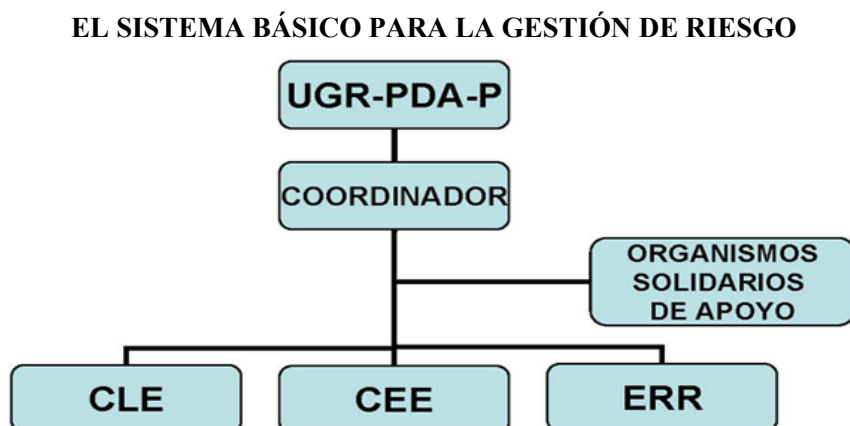 EL SISTEMA BÁSICO PARA LA GESTIÓN DE RIESGO
UGR-PDA-P
COORDINADOR
ORGANISMOS
SOLIDARIOS
DE APOYO
CLE
CEE
ERR